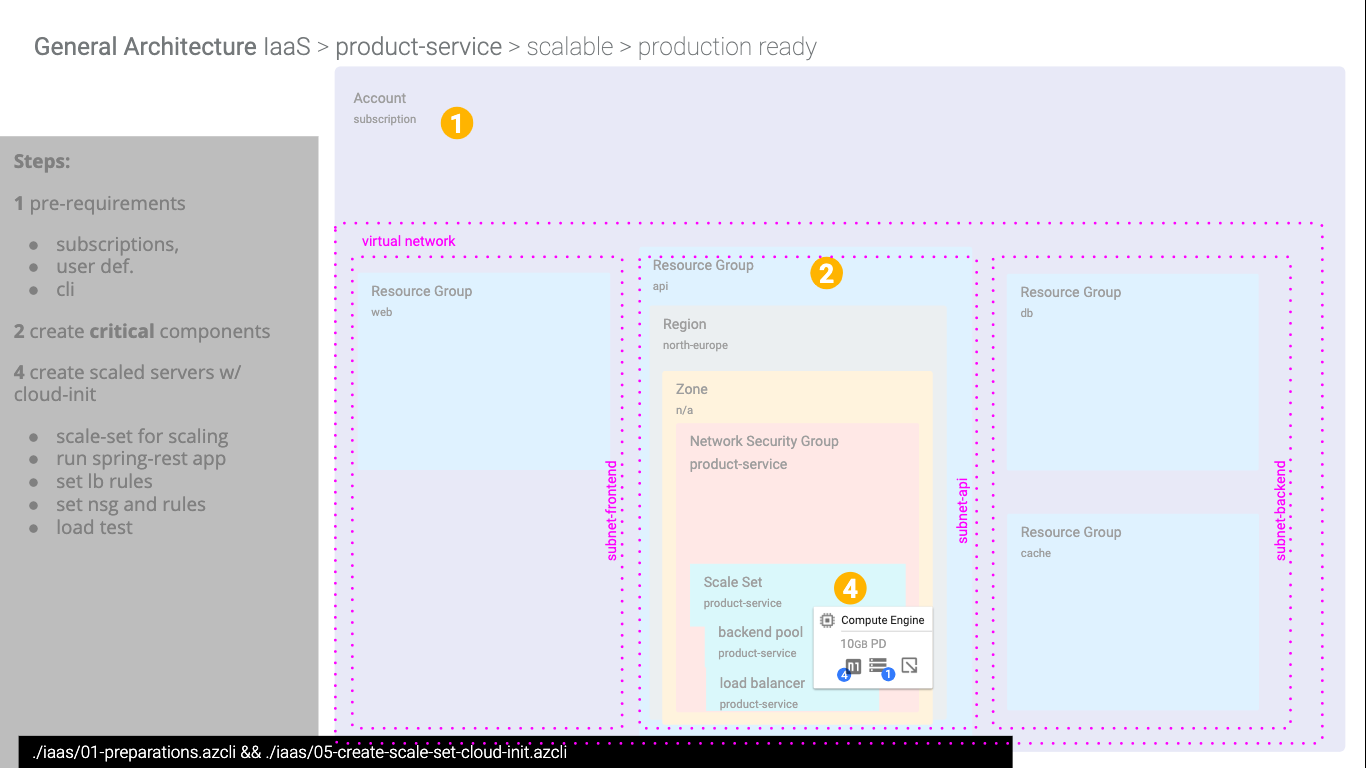 General Architecture IaaS > product-service > scalable > production ready
Account
subscription
1
Steps:
1 pre-requirements
● subscriptions,
● user def.
● cli
2 create critical components
4 create scaled servers w/
cloud-init
● scale-set for scaling
● run spring-rest app
● set lb rules
● set nsg and rules
● load test
virtual network
Resource Group
web
subnet-frontend
Resource Group
api
2
Region
north-europe
Zone
n/a
Network Security Group
product-service
Scale Set
product-service
4
backend pool
product-service
load balancer
product-service
Compute Engine
10GB PD
4
1
subnet-api
Resource Group
db
Resource Group
cache
subnet-backend
./iaas/01-preparations.azcli && ./iaas/05-create-scale-set-cloud-init.azcli